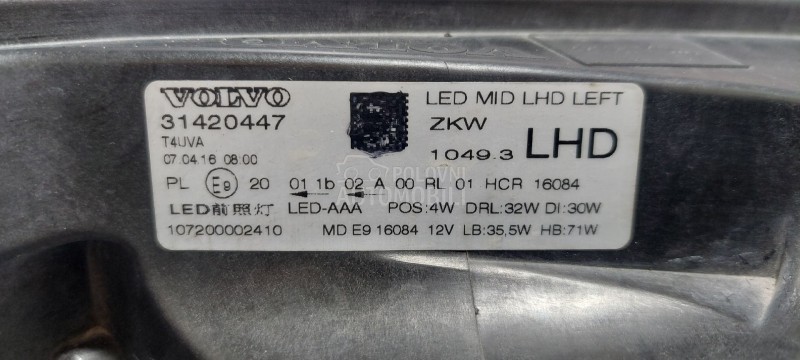 VOLVO LED MID LHD LEFT
31420447 ZKW
T4UVA
07.04.16 08:00 1049.3 LHD
PL E9 20 01 1b 02 A 00 RL 01 HCR 16084
POLOVNI
AUTOMOBILI
LED前照灯 LED-AAA POS:4W DRL:32W DI:30W
107200002410 MD E9 16084 12V LB:35,5W HB:71W